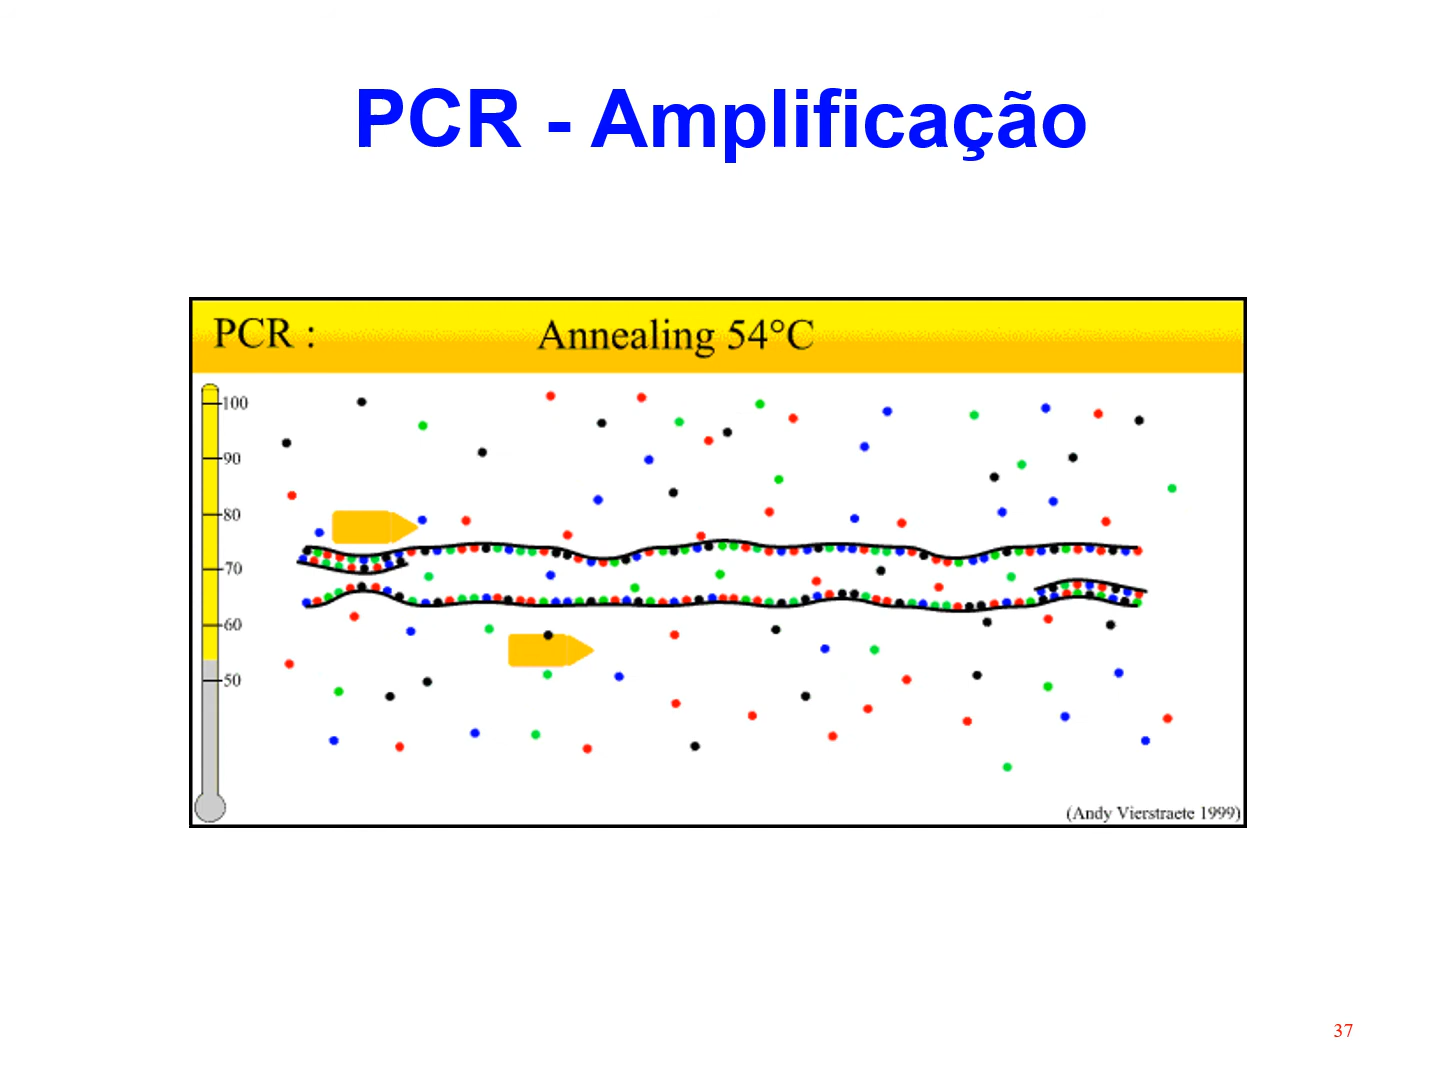 PCR - Amplificação
PCR : Annealing 54°C
100
90
80
70
60
50
(Andy Vierstraete 1999)
37